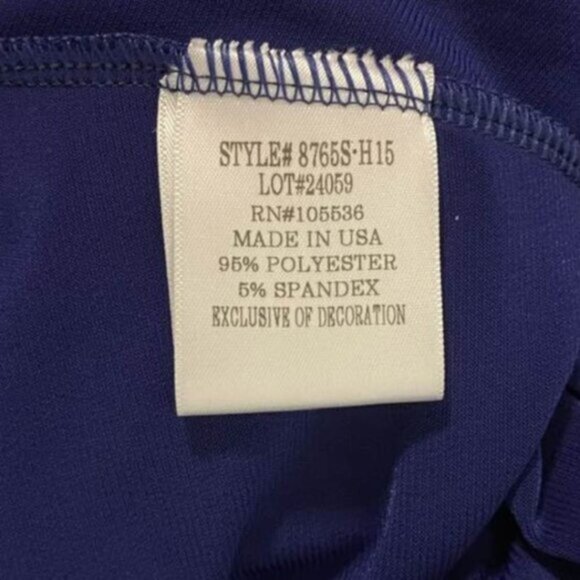 STYLE# 8765S-H15
LOT#24059
RN#105536
MADE IN USA
95% POLYESTER
5% SPANDEX
EXCLUSIVE OF DECORATION